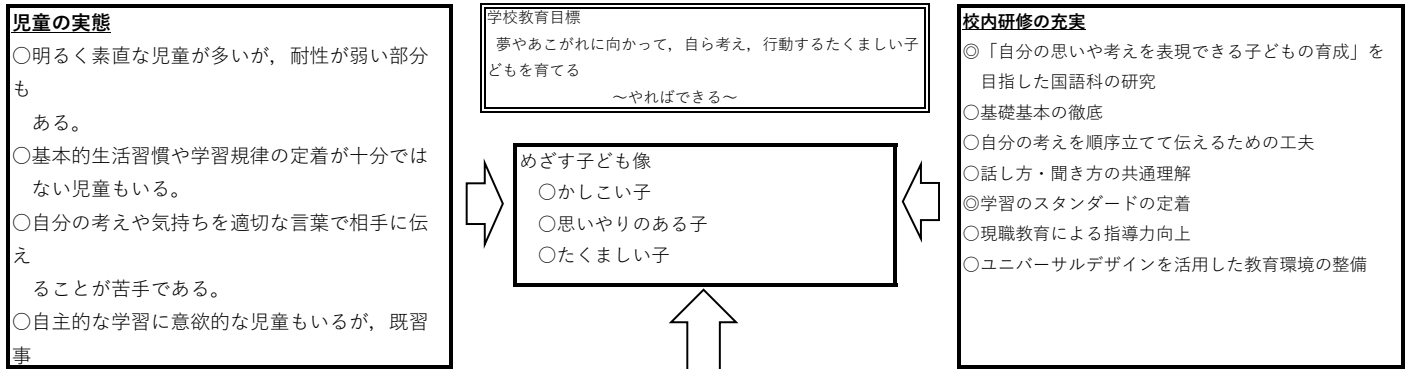 児童の実態
○明るく素直な児童が多いが，耐性が弱い部分
も
ある。
○基本的生活習慣や学習規律の定着が十分では
ない児童もいる。
○自分の考えや気持ちを適切な言葉で相手に伝
え
ることが苦手である。
○自主的な学習に意欲的な児童もいるが，既習
事
学校教育目標
夢やあこがれに向かって，自ら考え，行動するたくましい子
どもを育てる
～やればできる～
めざす子ども像
○かしこい子
○思いやりのある子
○たくましい子
校内研修の充実
◎「自分の思いや考えを表現できる子どもの育成」を
目指した国語科の研究
○基礎基本の徹底
○自分の考えを順序立てて伝えるための工夫
○話し方・聞き方の共通理解
◎学習のスタンダードの定着
○現職教育による指導力向上
○ユニバーサルデザインを活用した教育環境の整備